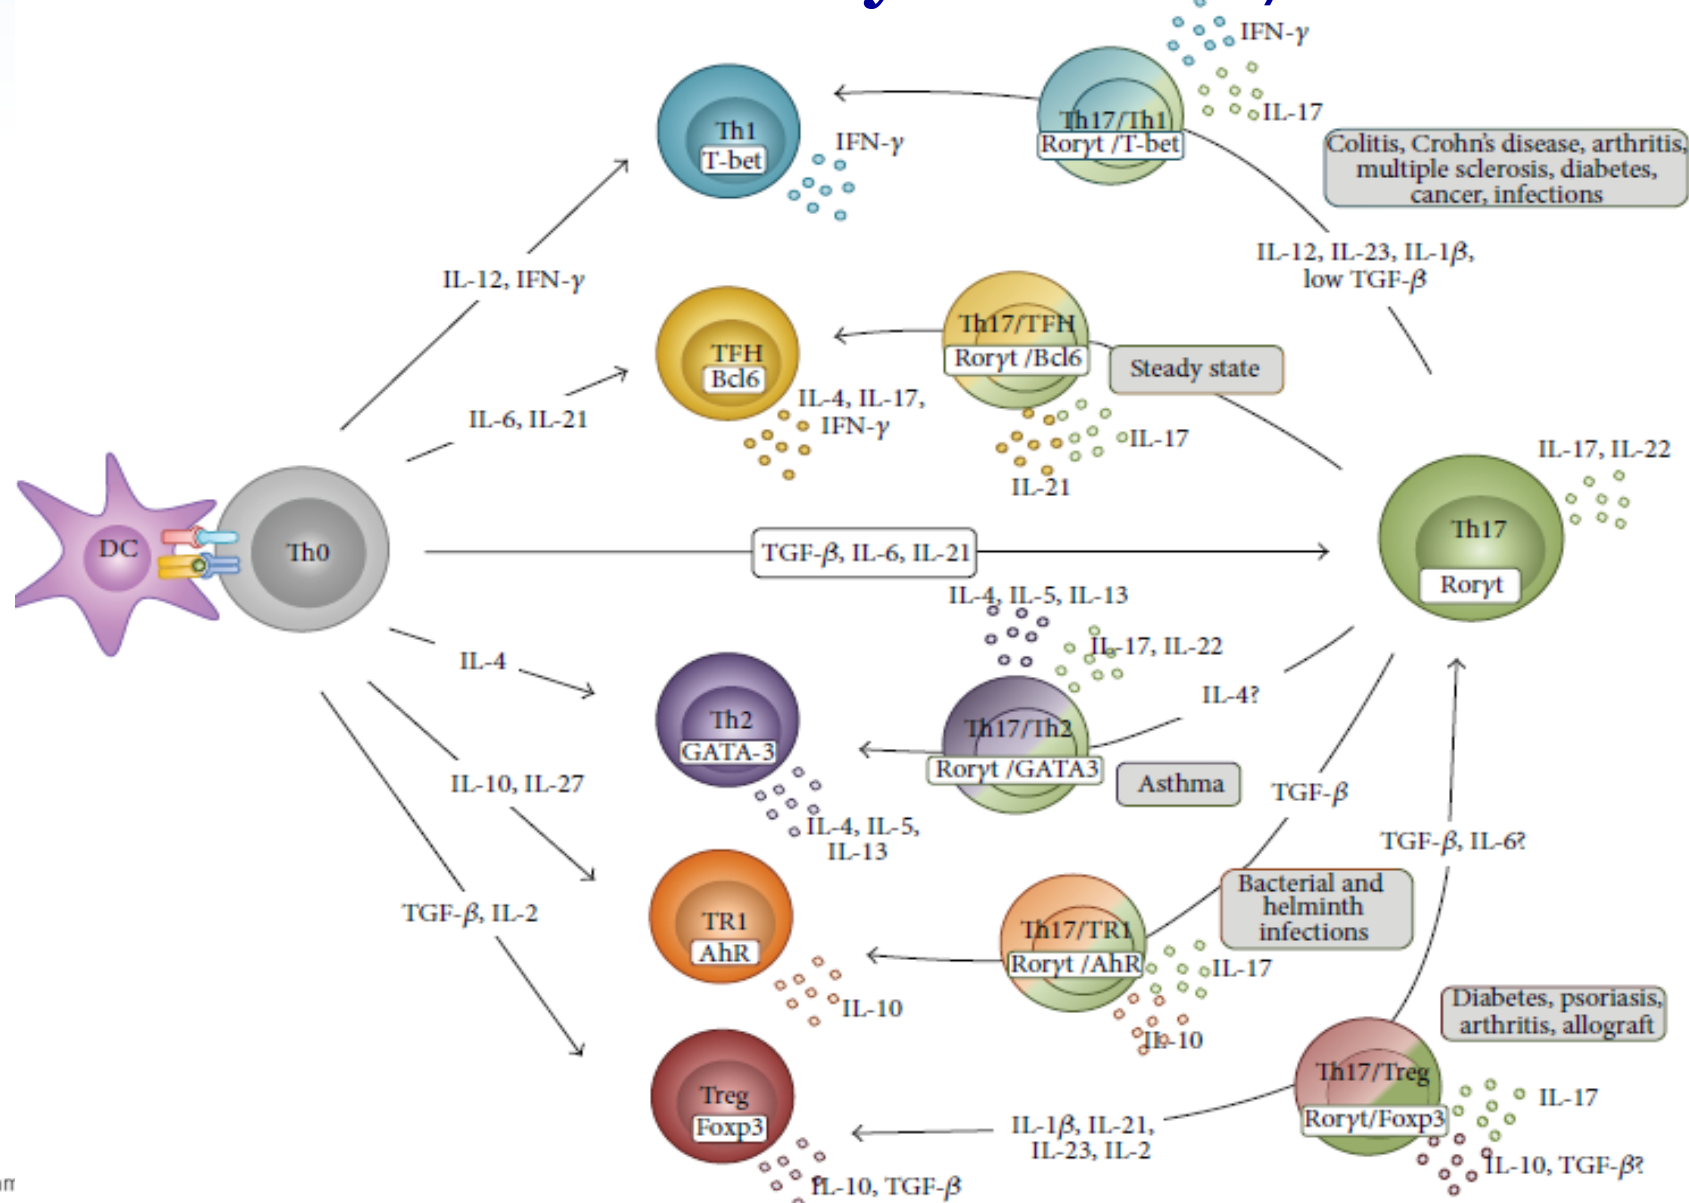 IFN-γ
IL-17
Th17/Th1
Rorγt /T-bet
Th1
T-bet
IFN-γ
Colitis, Crohn's disease, arthritis,
multiple sclerosis, diabetes,
cancer, infections
IL-12, IL-23, IL-1β,
low TGF-β
IL-12, IFN-γ
TFH
Bcl6
IL-4, IL-17,
IFN-γ
Th17/TFH
Rorγt /Bcl6
Steady state
IL-17
IL-21
IL-6, IL-21
IL-17, IL-22
DC
Th0
TGF-β, IL-6, IL-21
Th17
Rorγt
IL-4, IL-5, IL-13
IL-17, IL-22
IL-4
IL-4?
Th2
GATA-3
Th17/Th2
Rorγt /GATA3
Asthma
IL-4, IL-5,
IL-13
IL-10, IL-27
TGF-β
TGF-β, IL-6?
TR1
AhR
IL-10
Th17/TR1
Rorγt /AhR
IL-17
IL-10
Bacterial and
helminth
infections
TGF-β, IL-2
Diabetes, psoriasis,
arthritis, allograft
Treg
Foxp3
IL-10, TGF-β
IL-1β, IL-21,
IL-23, IL-2
Th17/Treg
Rorγt/Foxp3
IL-17
IL-10, TGF-β?